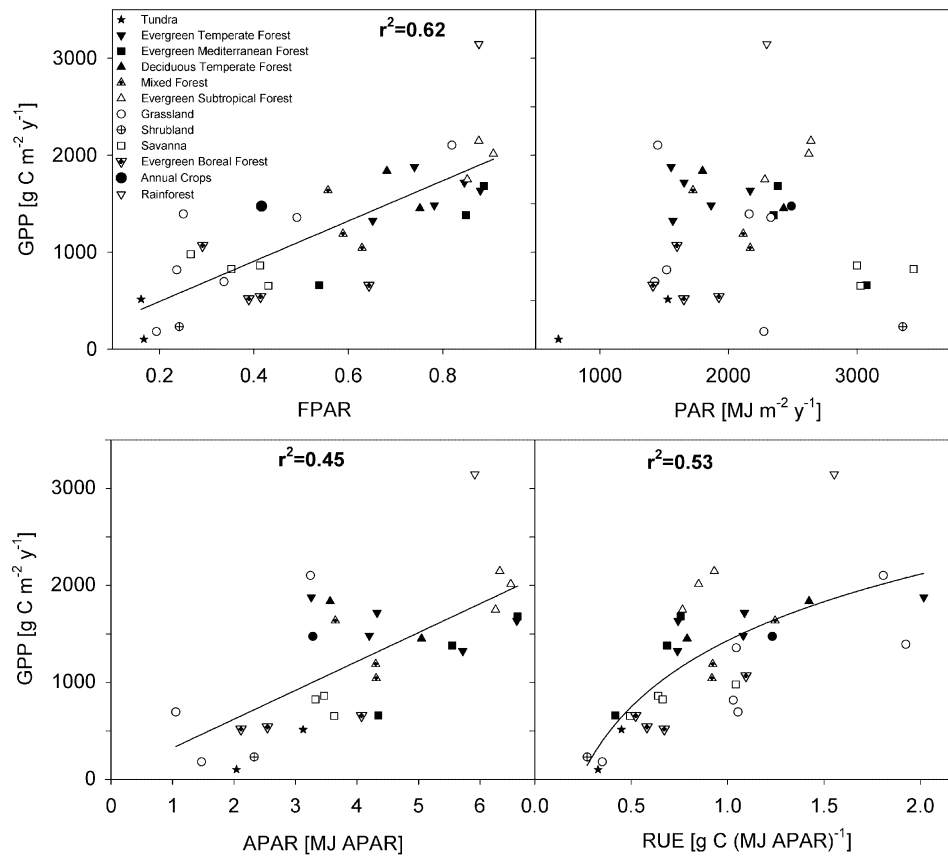 r²=0.62
Tundra
Evergreen Temperate Forest
Evergreen Mediterranean Forest
Deciduous Temperate Forest
Mixed Forest
Evergreen Subtropical Forest
Grassland
Shrubland
Savanna
Evergreen Boreal Forest
Annual Crops
Rainforest
GPP [g C m⁻² y⁻¹]
3000
2000
1000
0
0.2 0.4 0.6 0.8
FPAR
1000 2000 3000
PAR [MJ m⁻² y⁻¹]
r²=0.45
r²=0.53
GPP [g C m⁻² y⁻¹]
3000
2000
1000
0
0 1 2 3 4 5 6
APAR [MJ APAR]
0.0 0.5 1.0 1.5 2.0
RUE [g C (MJ APAR)⁻¹]